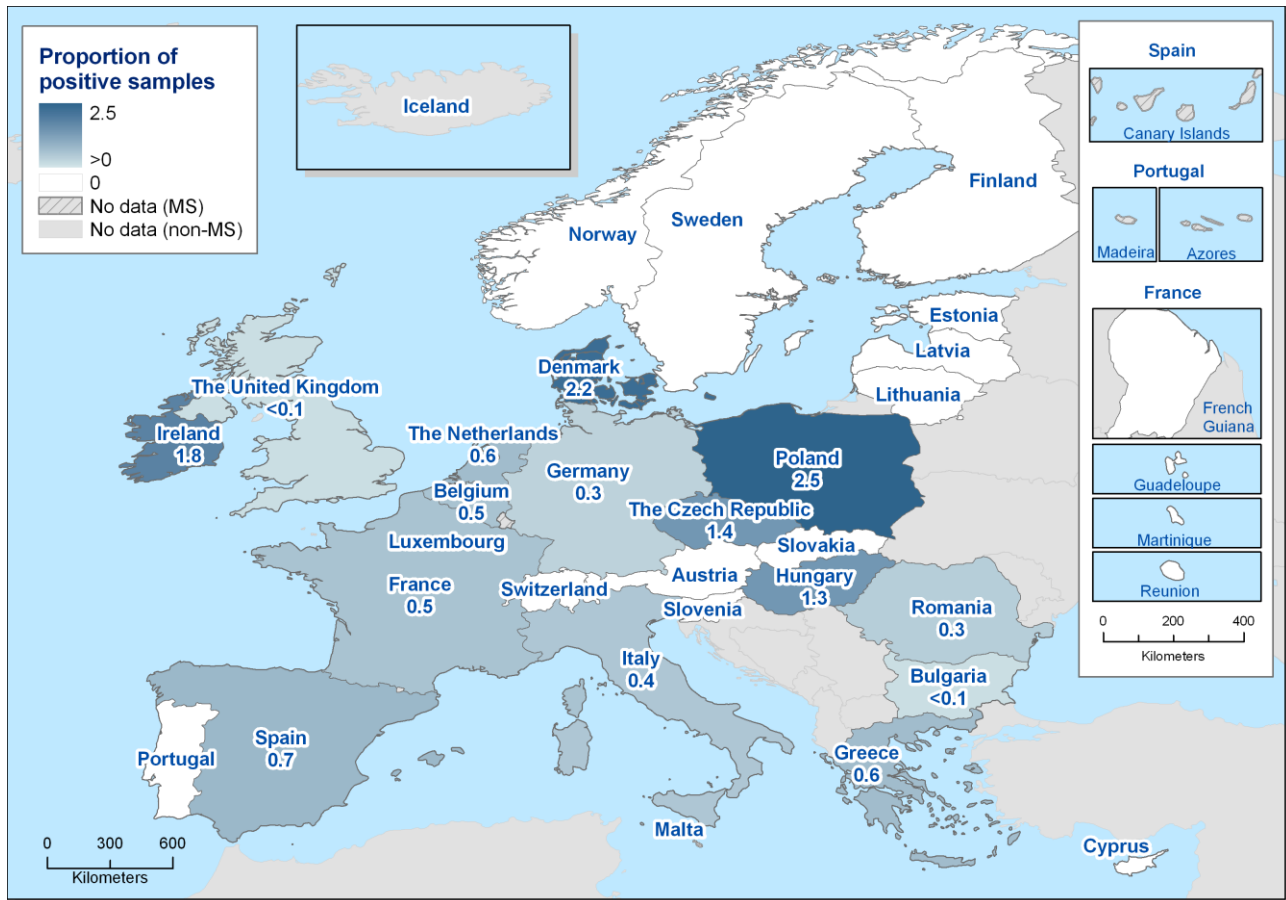 Proportion of
positive samples
2.5
>0
0
No data (MS)
No data (non-MS)
Iceland
Spain
Canary Islands
Portugal
Madeira
Azores
France
French
Guiana
Guadeloupe
Martinique
Reunion
0 200 400
Kilometers
Finland
Sweden
Norway
Estonia
Latvia
Lithuania
Denmark
2.2
The United Kingdom
<0.1
Ireland
1.8
The Netherlands
0.6
Germany
0.3
Poland
2.5
Belgium
0.5
The Czech Republic
1.4
Luxembourg
Slovakia
France
0.5
Switzerland
Austria
Hungary
1.3
Slovenia
Romania
0.3
Italy
0.4
Bulgaria
<0.1
Spain
0.7
Portugal
Greece
0.6
Malta
Cyprus
0 300 600
Kilometers